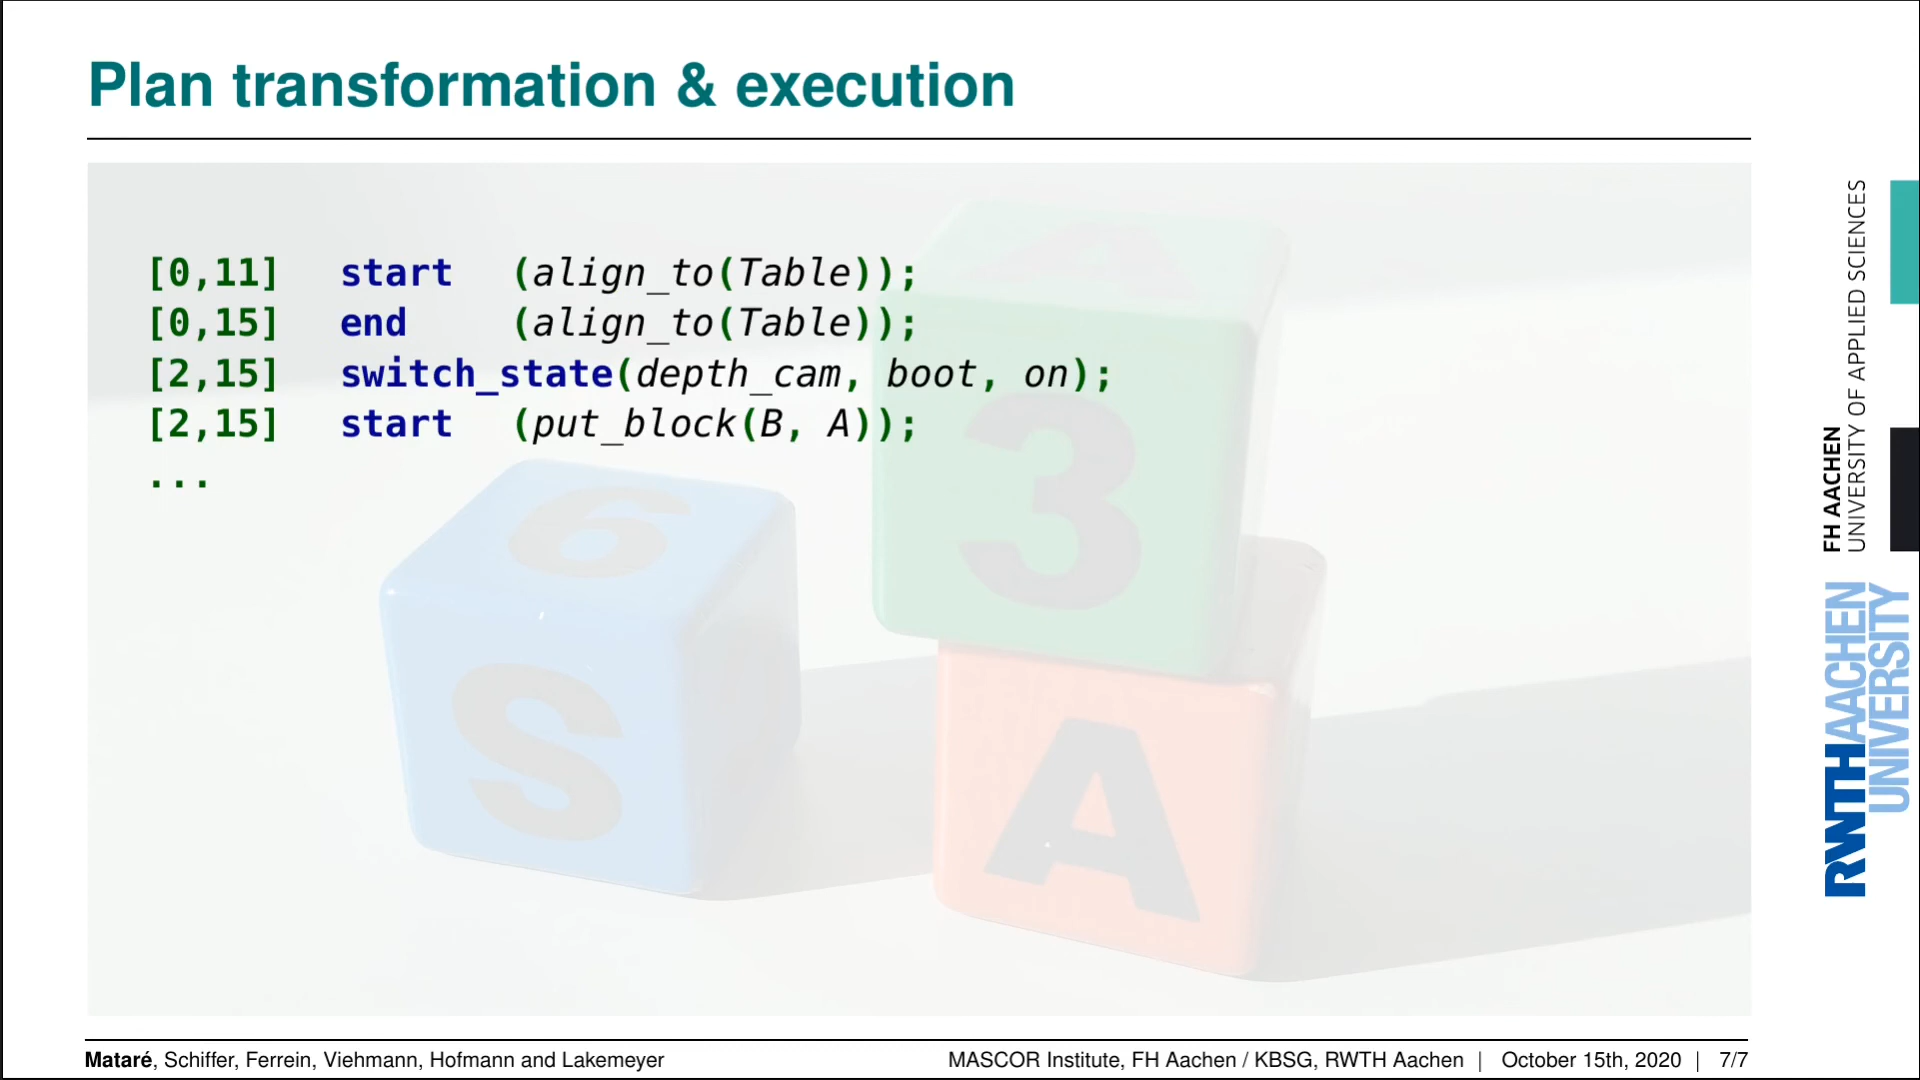 Plan transformation & execution
[0,11] start (align_to(Table));
[0,15] end (align_to(Table));
[2,15] switch_state(depth_cam, boot, on);
[2,15] start (put_block(B, A));
...
6
S
3
A
FH AACHEN
UNIVERSITY OF APPLIED SCIENCES
RWTHAACHEN
UNIVERSITY
Mataré, Schiffer, Ferrein, Viehmann, Hofmann and Lakemeyer
MASCOR Institute, FH Aachen / KBSG, RWTH Aachen | October 15th, 2020 | 7/7